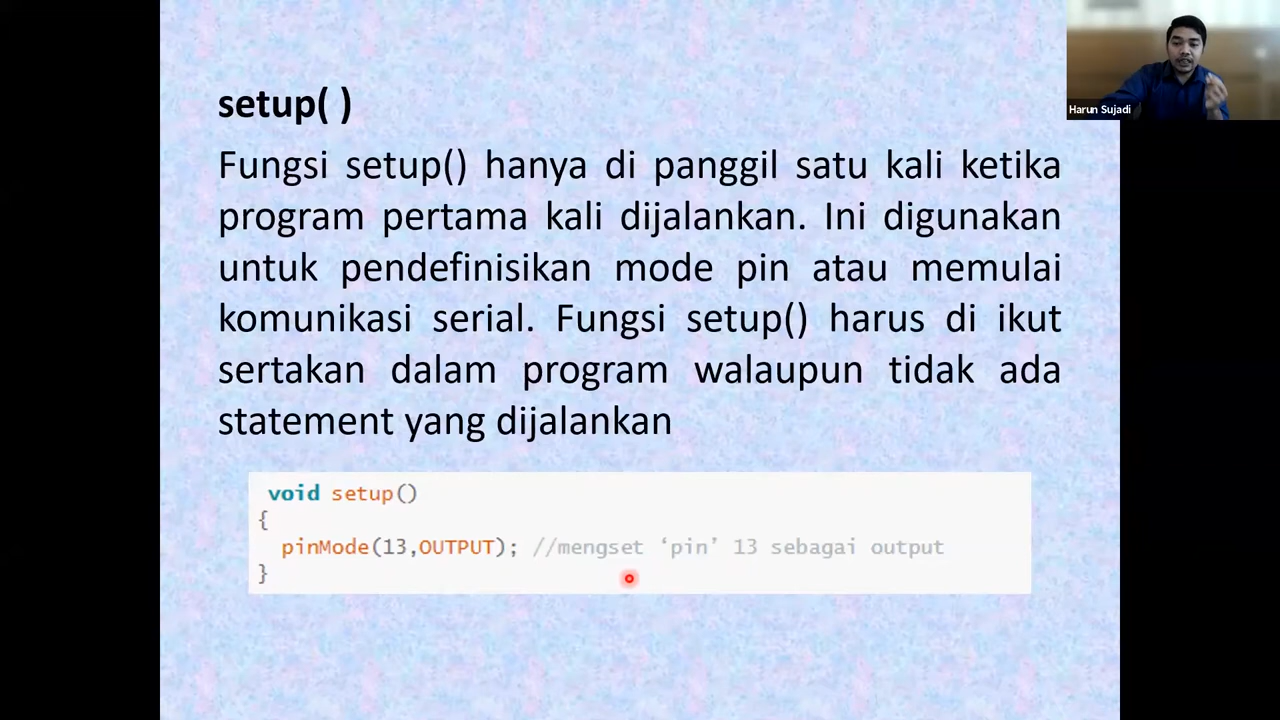 setup( )
Fungsi setup() hanya di panggil satu kali ketika
program pertama kali dijalankan. Ini digunakan
untuk pendefinisikan mode pin atau memulai
komunikasi serial. Fungsi setup() harus di ikut
sertakan dalam program walaupun tidak ada
statement yang dijalankan
void setup()
{
pinMode(13,OUTPUT); //mengset ‘pin’ 13 sebagai output
}
Harun Sujadi